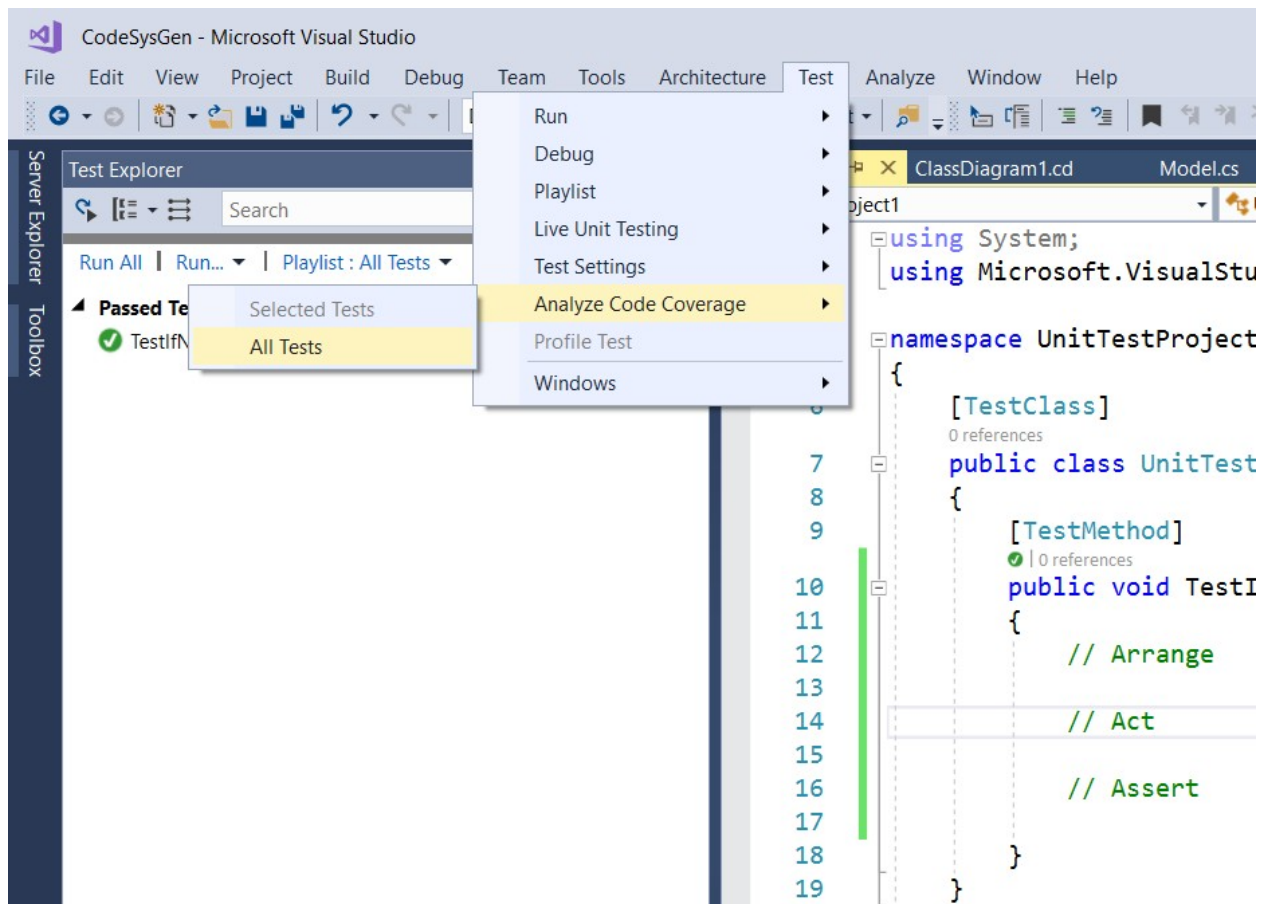 CodeSysGen - Microsoft Visual Studio
File Edit View Project Build Debug Team Tools Architecture Test Analyze Window Help
Server Explorer
Toolbox
Test Explorer
Search
Run All | Run... | Playlist : All Tests
Passed Te
TestIfN
Selected Tests
All Tests
Run
Debug
Playlist
Live Unit Testing
Test Settings
Analyze Code Coverage
Profile Test
Windows
ClassDiagram1.cd Model.cs
oject1
using System;
using Microsoft.VisualStu
namespace UnitTestProject
{
[TestClass]
0 references
7 public class UnitTest
8 {
9 [TestMethod]
0 references
10 public void TestI
11 {
12 // Arrange
13
14 // Act
15
16 // Assert
17
18 }
19 }